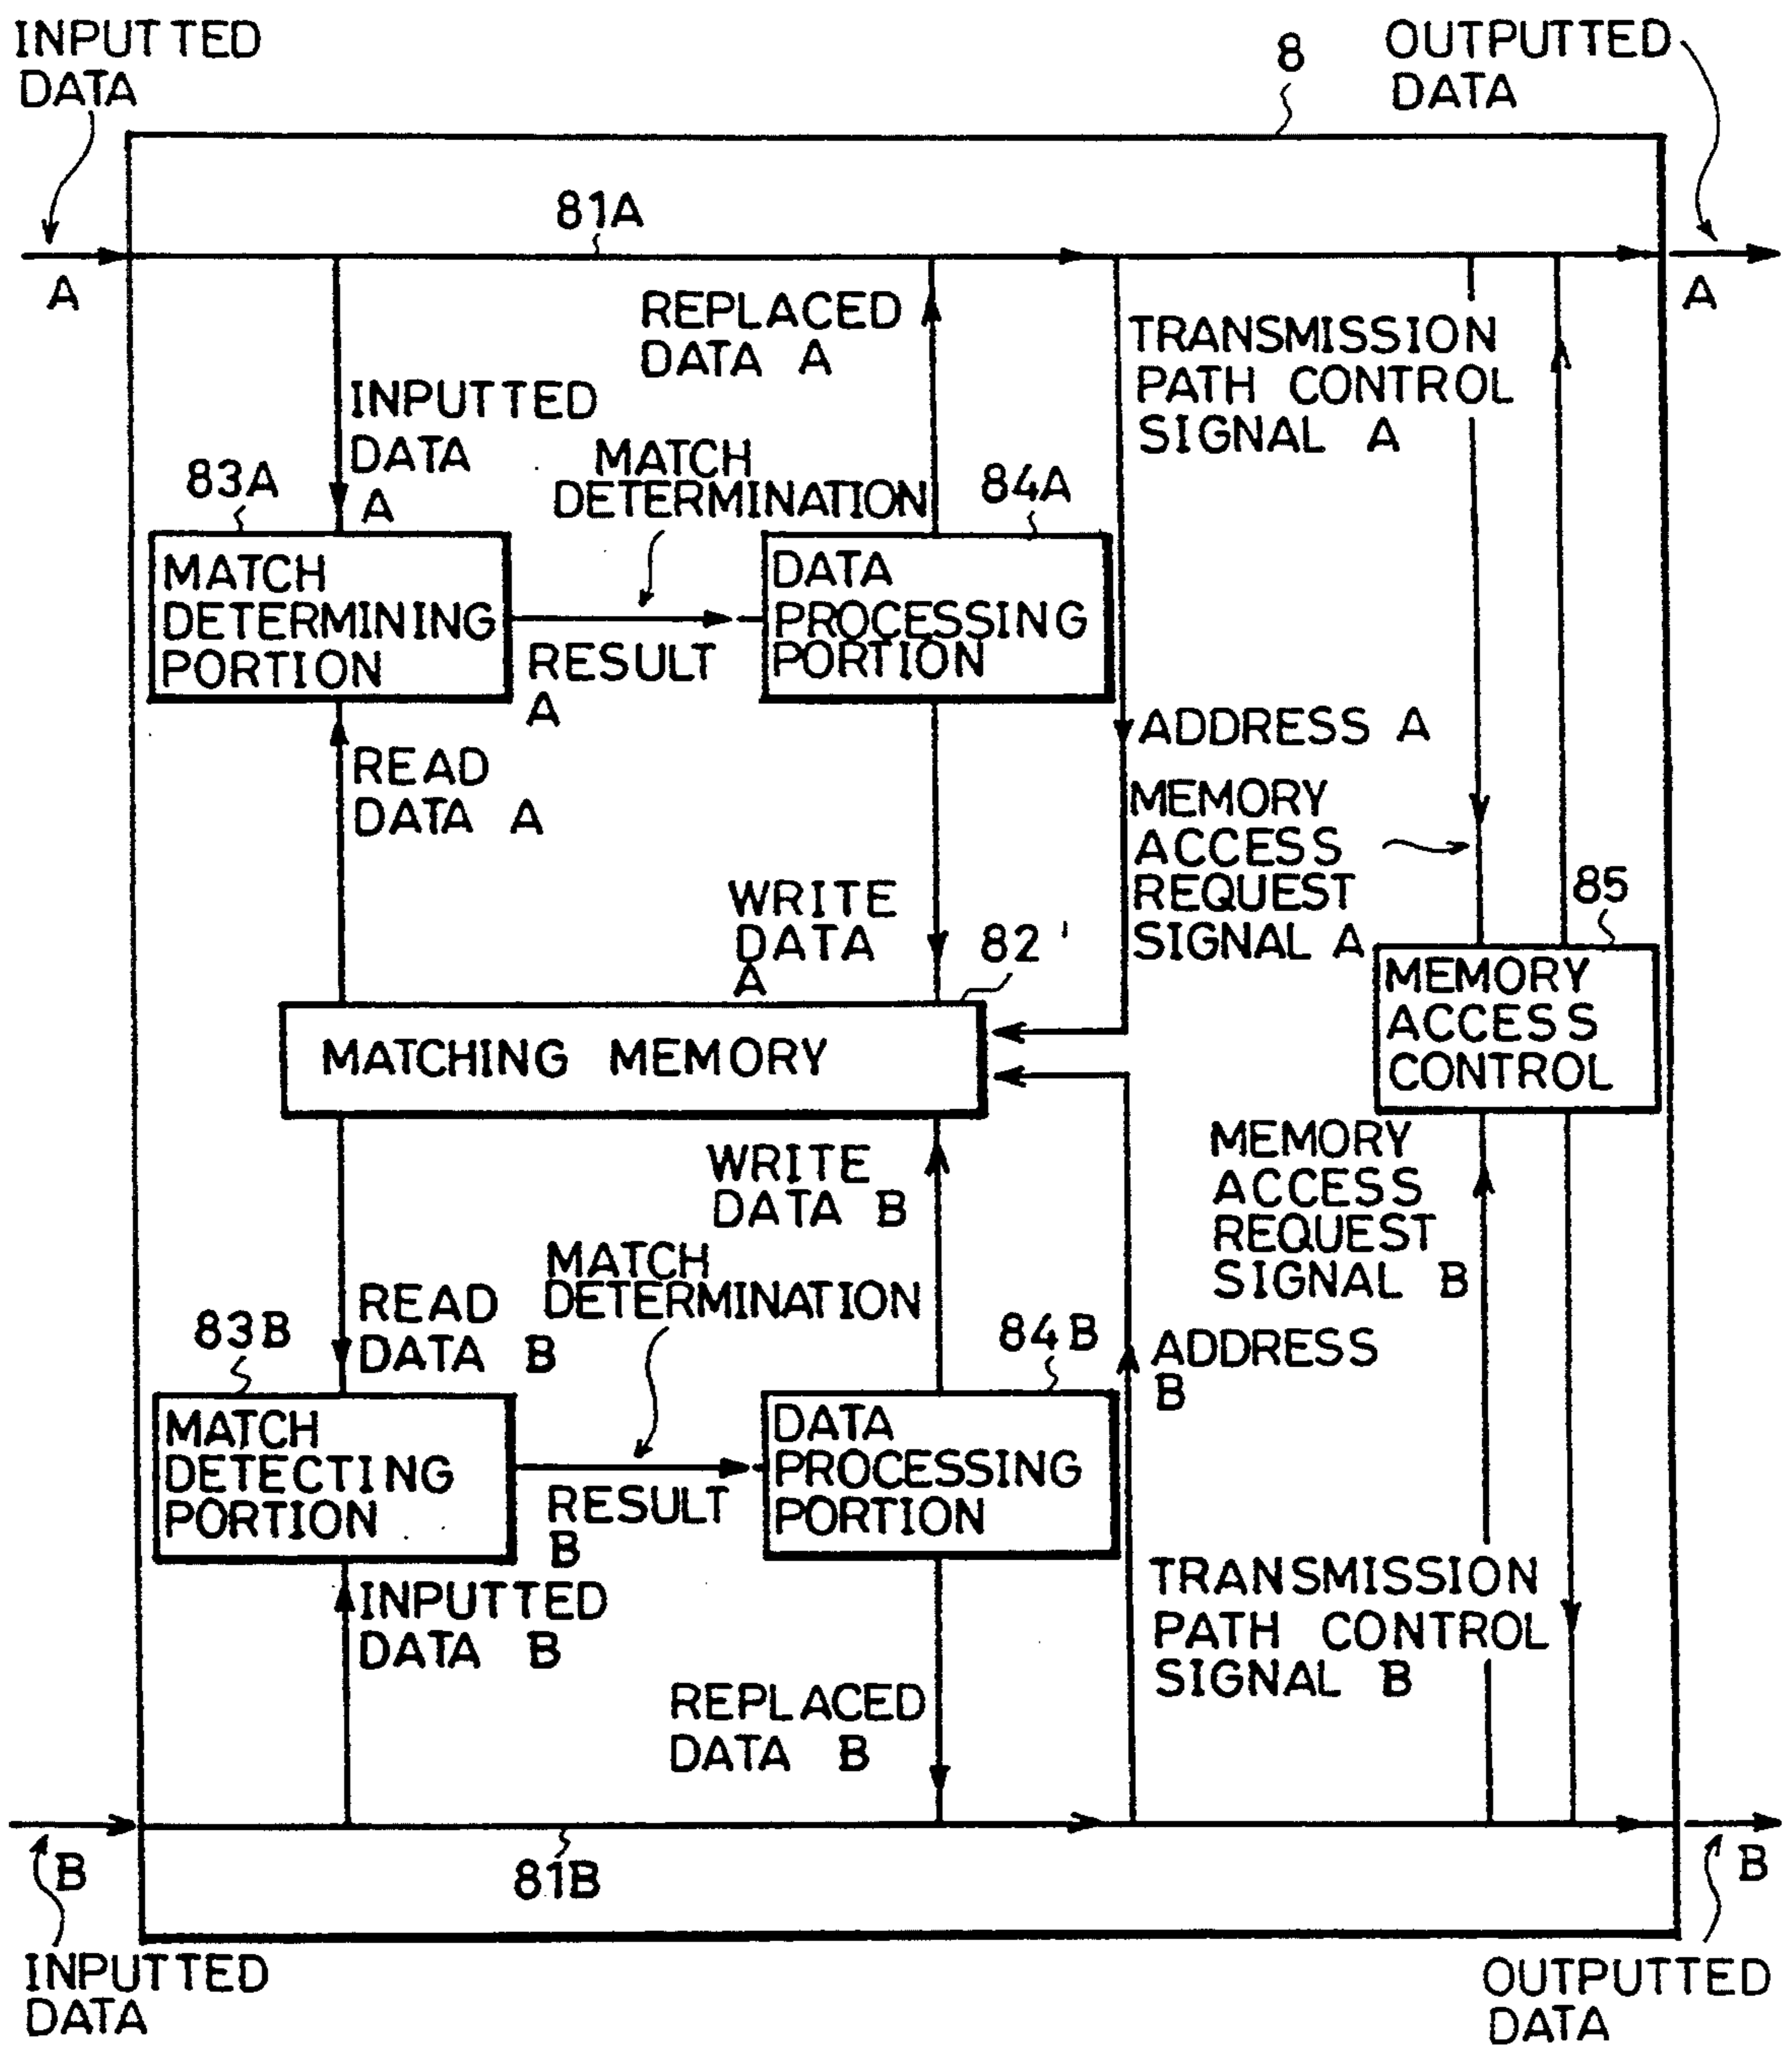 INPUTTED
DATA
8
OUTPUTTED
DATA
81A
A
A
REPLACED
DATA A
TRANSMISSION
PATH CONTROL
SIGNAL A
INPUTTED
DATA
A
MATCH
DETERMINATION
83A
84A
MATCH
DETERMINING
PORTION
DATA
PROCESSING
PORTION
RESULT
A
ADDRESS A
READ
DATA A
MEMORY
ACCESS
REQUEST
SIGNAL A
WRITE
DATA
A
82'
85
MEMORY
ACCESS
CONTROL
MATCHING MEMORY
WRITE
DATA B
MEMORY
ACCESS
REQUEST
SIGNAL B
MATCH
DETERMINATION
READ
DATA B
83B
84B
ADDRESS
B
MATCH
DETECTING
PORTION
DATA
PROCESSING
PORTION
RESULT
B
INPUTTED
DATA B
TRANSMISSION
PATH CONTROL
SIGNAL B
REPLACED
DATA B
B
81B
B
INPUTTED
DATA
OUTPUTTED
DATA